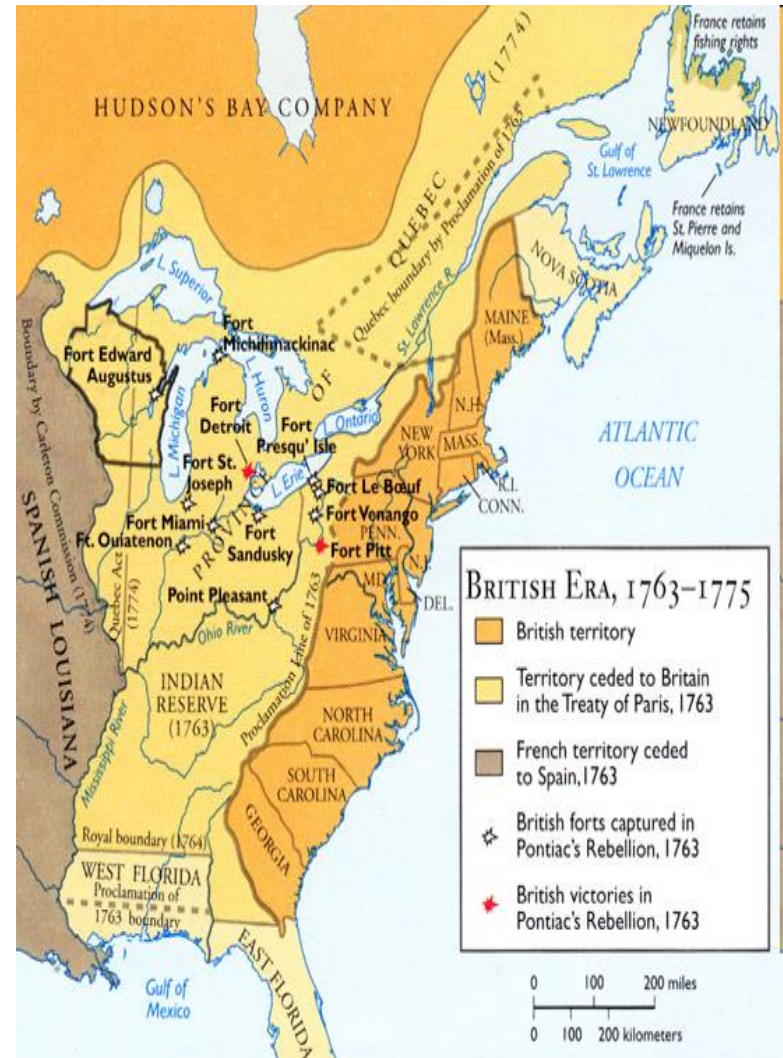 France retains
fishing rights
(1774)
HUDSON'S BAY COMPANY
NEWFOUNDLAND
Gulf of
St. Lawrence
QUEBEC
Quebec boundary by Proclamation of 1763
France retains
St. Pierre and
Miquelon Is.
NOVA SCOTIA
L. Superior
St. Lawrence R.
MAINE
(Mass.)
Fort
Michilimackinac
Fort Edward
Augustus
L. Huron
OF
L. Michigan
Fort
Detroit
Fort
Presqu' Isle
L. Ontario
N.H.
NEW
YORK
MASS.
ATLANTIC
OCEAN
Boundary by Carleton Commission (1774)
Fort St.
Joseph
L. Erie
Fort Le Bœuf
R.I.
CONN.
Fort Miami
Fort Venango
PENN.
Ft. Ouiatenon
PROVINCE
Fort
Sandusky
Fort Pitt
N.J.
MD.
DEL.
SPANISH LOUISIANA
Quebec Act
(1774)
Point Pleasant
Ohio River
VIRGINIA
INDIAN
RESERVE
(1763)
Proclamation Line of 1763
Mississippi River
NORTH
CAROLINA
SOUTH
CAROLINA
GEORGIA
Royal boundary (1764)
WEST FLORIDA
Proclamation of
1763 boundary
EAST FLORIDA
Gulf of
Mexico
BRITISH ERA, 1763–1775
British territory
Territory ceded to Britain
in the Treaty of Paris, 1763
French territory ceded
to Spain, 1763
British forts captured in
Pontiac's Rebellion, 1763
British victories in
Pontiac's Rebellion, 1763
0 100 200 miles
0 100 200 kilometers